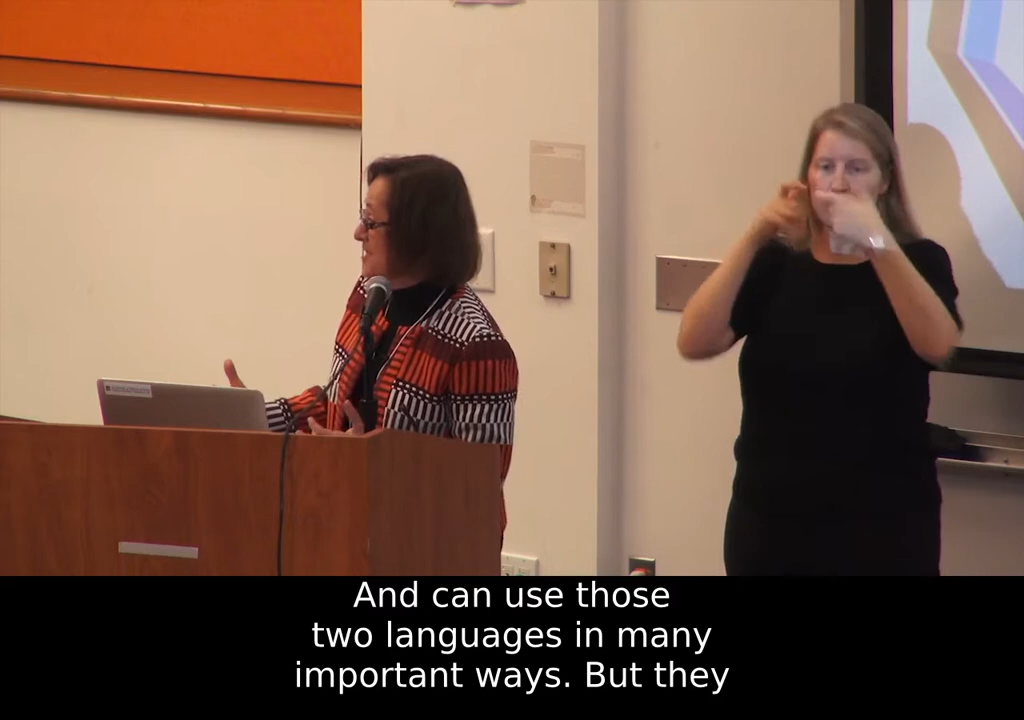 And can use those
two languages in many
important ways. But they